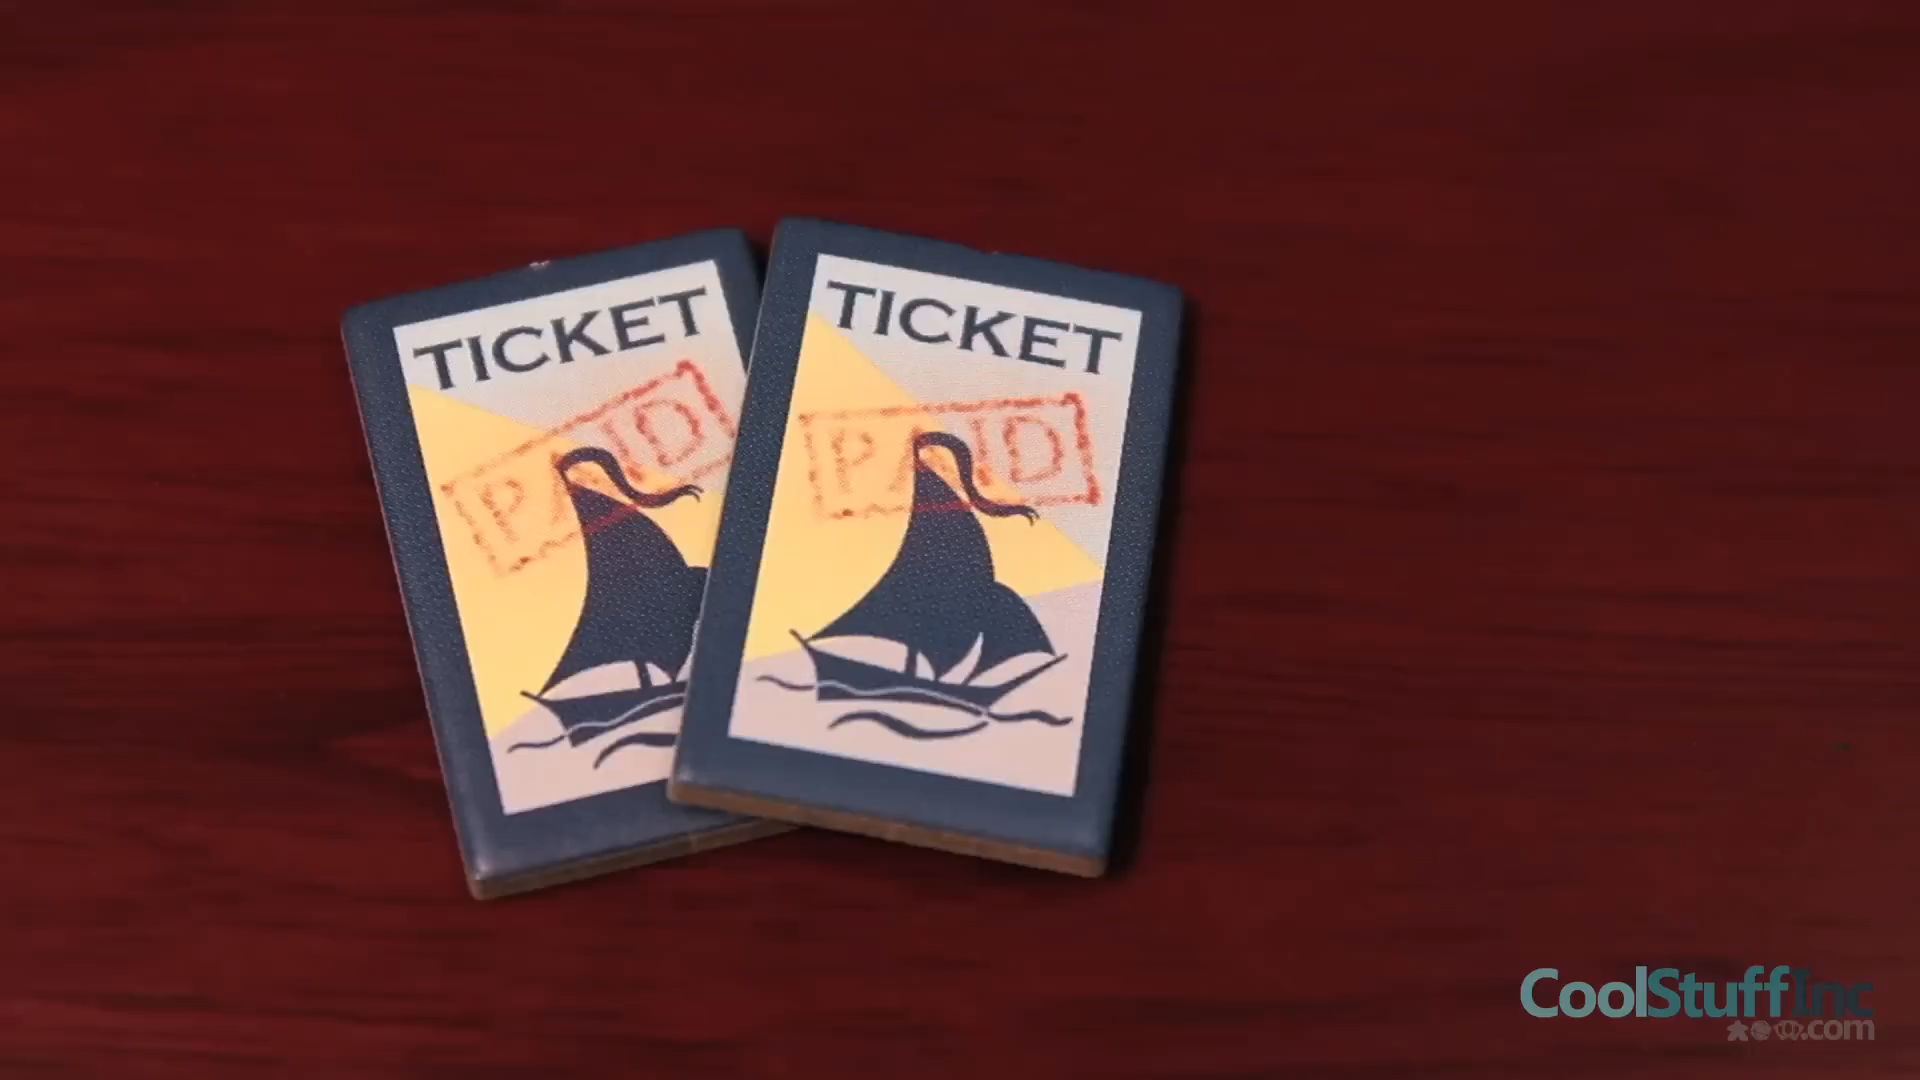 TICKET
PAID
TICKET
PAID
CoolStuffInc
.com